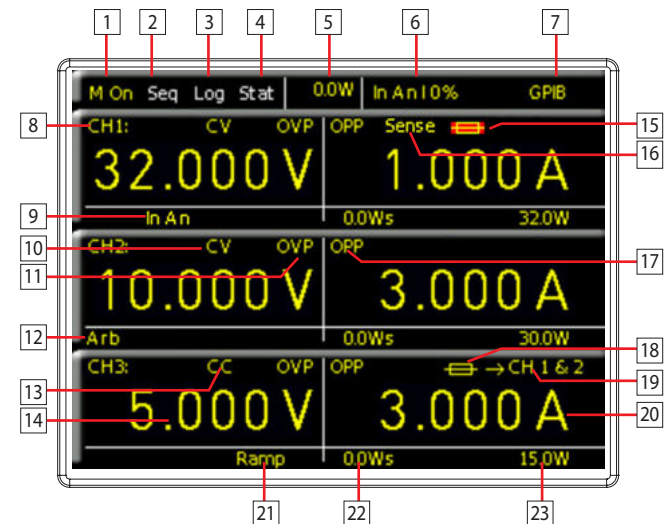 1 2 3 4 5 6 7
M On Seq Log Stat 0.0W In An I 0% GPIB
8 CH1: CV OVP OPP Sense 15
16
32.000 V 1.000 A
9 In An 0.0Ws 32.0W
10 CH2: CV OVP OPP
11 17
10.000 V 3.000 A
12 Arb 0.0Ws 30.0W
18
13 CH3: CC OVP OPP → CH 1 & 2 19
14 5.000 V 3.000 A 20
Ramp 0.0Ws 15.0W
21 22 23